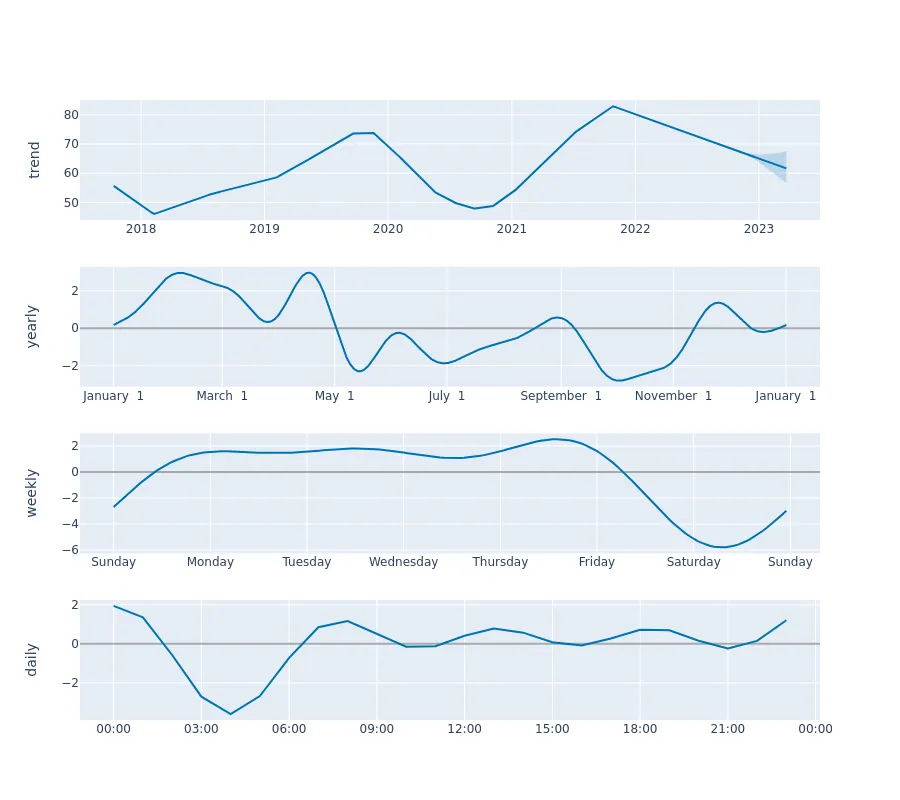 trend
80
70
60
50
2018 2019 2020 2021 2022 2023
yearly
2
0
−2
January 1 March 1 May 1 July 1 September 1 November 1 January 1
weekly
2
0
−2
−4
−6
Sunday Monday Tuesday Wednesday Thursday Friday Saturday Sunday
daily
2
0
−2
00:00 03:00 06:00 09:00 12:00 15:00 18:00 21:00 00:00